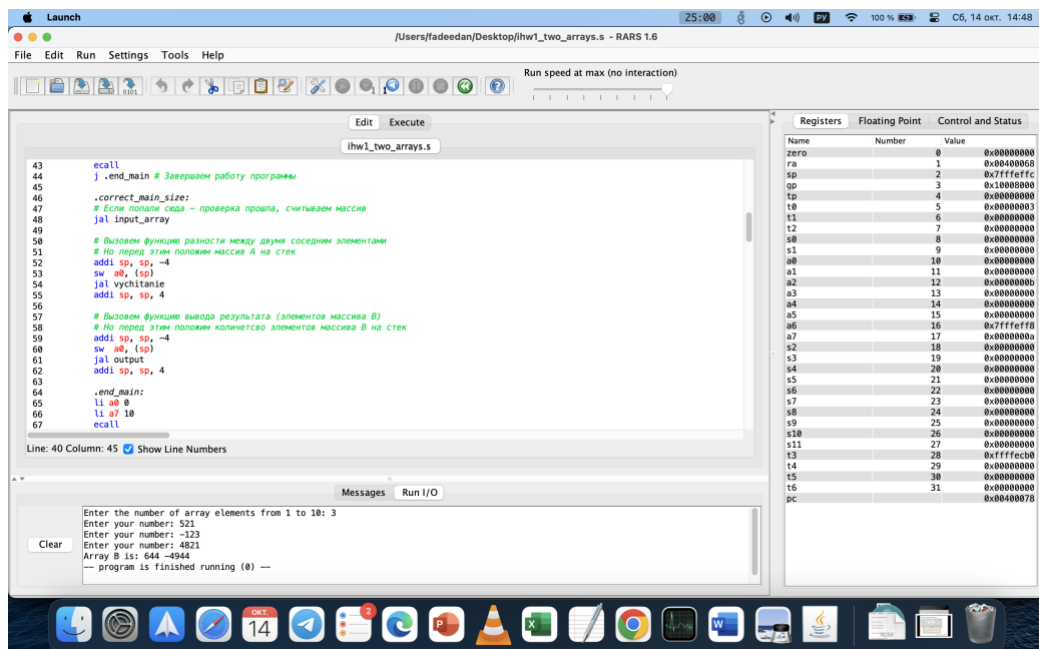 Launch 25:00 РУ 100 % Сб, 14 окт. 14:48
/Users/fadeedan/Desktop/ihw1_two_arrays.s - RARS 1.6
File Edit Run Settings Tools Help
Run speed at max (no interaction)
Edit Execute
ihw1_two_arrays.s
43 ecall
44 j .end_main # Завершаем работу программы
45
46 .correct_main_size:
47 # Если попали сюда – проверка прошла, считываем массив
48 jal input_array
49
50 # Вызовем функцию разности между двумя соседним элементами
51 # Но перед этим положим массив А на стек
52 addi sp, sp, -4
53 sw a0, (sp)
54 jal vychitanie
55 addi sp, sp, 4
56
57 # Вызовем функцию вывода результата (элементов массива B)
58 # Но перед этим положим количетсво элементов массива B на стек
59 addi sp, sp, -4
60 sw a0, (sp)
61 jal output
62 addi sp, sp, 4
63
64 .end_main:
65 li a0 0
66 li a7 10
67 ecall
Line: 40 Column: 45 Show Line Numbers
Messages Run I/O
Clear
Enter the number of array elements from 1 to 10: 3
Enter your number: 521
Enter your number: -123
Enter your number: 4821
Array B is: 644 -4944
-- program is finished running (0) --
Registers Floating Point Control and Status
Name Number Value
zero 0 0x00000000
ra 1 0x00400068
sp 2 0x7fffeffc
gp 3 0x10008000
tp 4 0x00000000
t0 5 0x00000003
t1 6 0x00000000
t2 7 0x00000000
s0 8 0x00000000
s1 9 0x00000000
a0 10 0x00000000
a1 11 0x00000000
a2 12 0x0000000b
a3 13 0x00000000
a4 14 0x00000000
a5 15 0x00000000
a6 16 0x7fffeff8
a7 17 0x0000000a
s2 18 0x00000000
s3 19 0x00000000
s4 20 0x00000000
s5 21 0x00000000
s6 22 0x00000000
s7 23 0x00000000
s8 24 0x00000000
s9 25 0x00000000
s10 26 0x00000000
s11 27 0x00000000
t3 28 0xffffecb0
t4 29 0x00000000
t5 30 0x00000000
t6 31 0x00000000
pc 0x00400078
ОКТ.
14
2